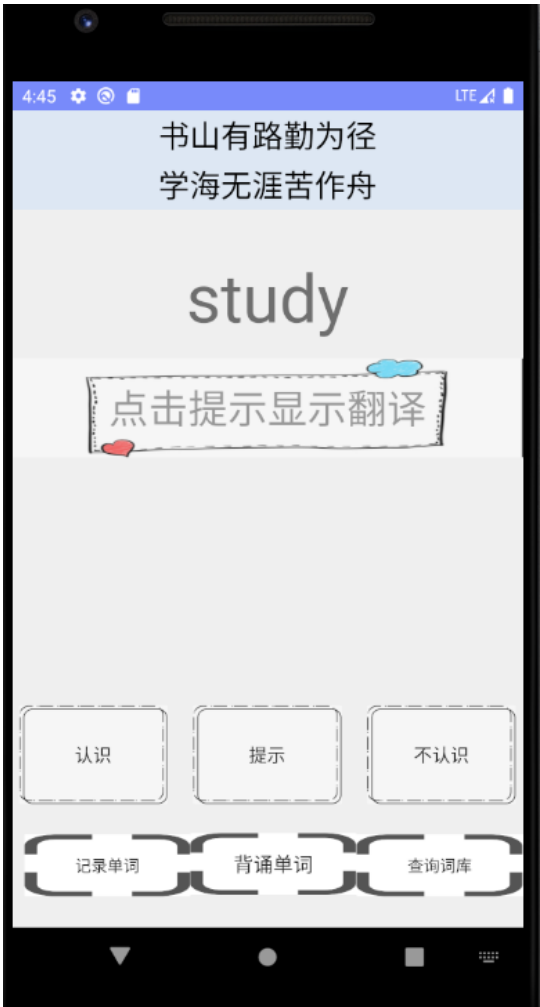 4:45 LTE
书山有路勤为径
学海无涯苦作舟
study
点击提示显示翻译
认识 提示 不认识
记录单词 背诵单词 查询词库